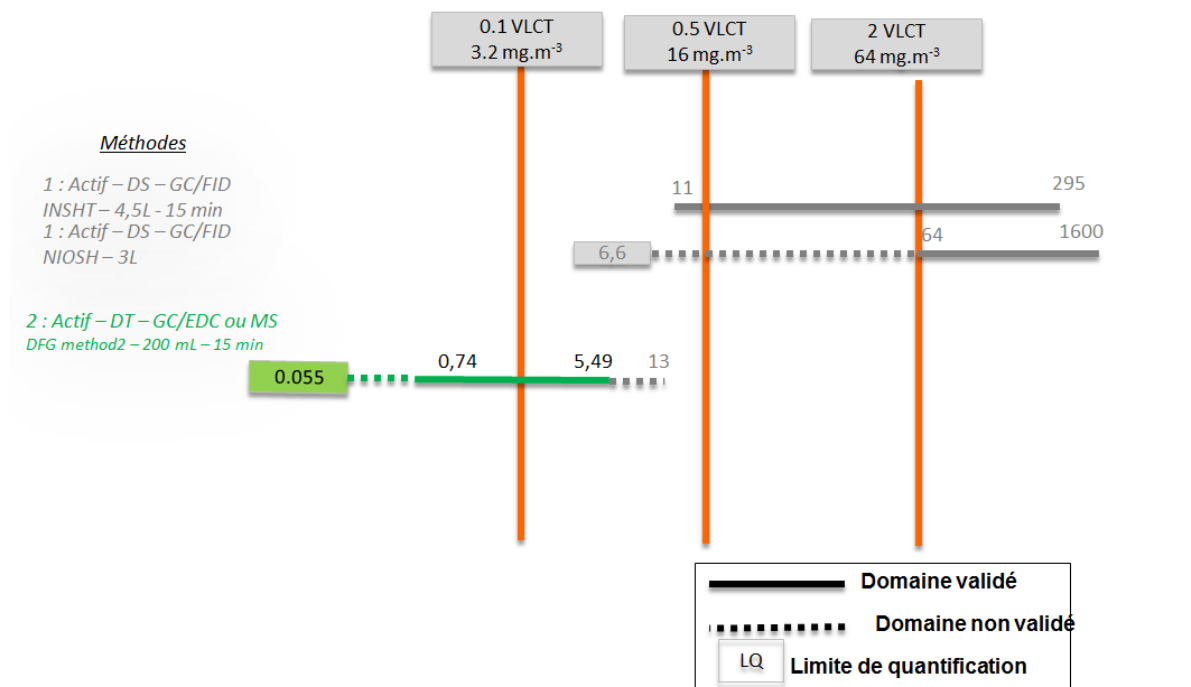 0.1 VLCT
3.2 mg.m-3
0.5 VLCT
16 mg.m-3
2 VLCT
64 mg.m-3
Méthodes
1 : Actif – DS – GC/FID
INSHT – 4,5L - 15 min
1 : Actif – DS – GC/FID
NIOSH – 3L
11
295
6,6
64
1600
2 : Actif – DT – GC/EDC ou MS
DFG method2 – 200 mL – 15 min
0.055
0,74
5,49
13
Domaine validé
Domaine non validé
LQ
Limite de quantification